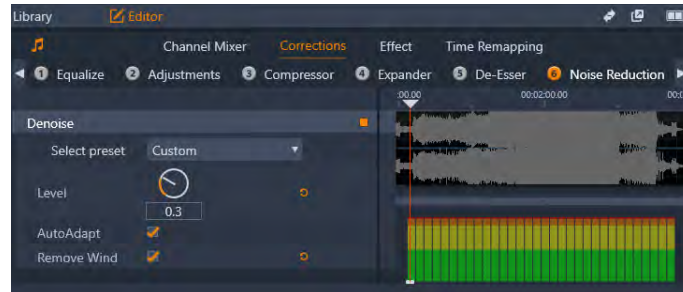 Library Editor
Channel Mixer Corrections Effect Time Remapping
1 Equalize 2 Adjustments 3 Compressor 4 Expander 5 De-Esser 6 Noise Reduction
:00.00 00:02:00.00 00:0
Denoise
Select preset Custom
Level
0.3
AutoAdapt
Remove Wind